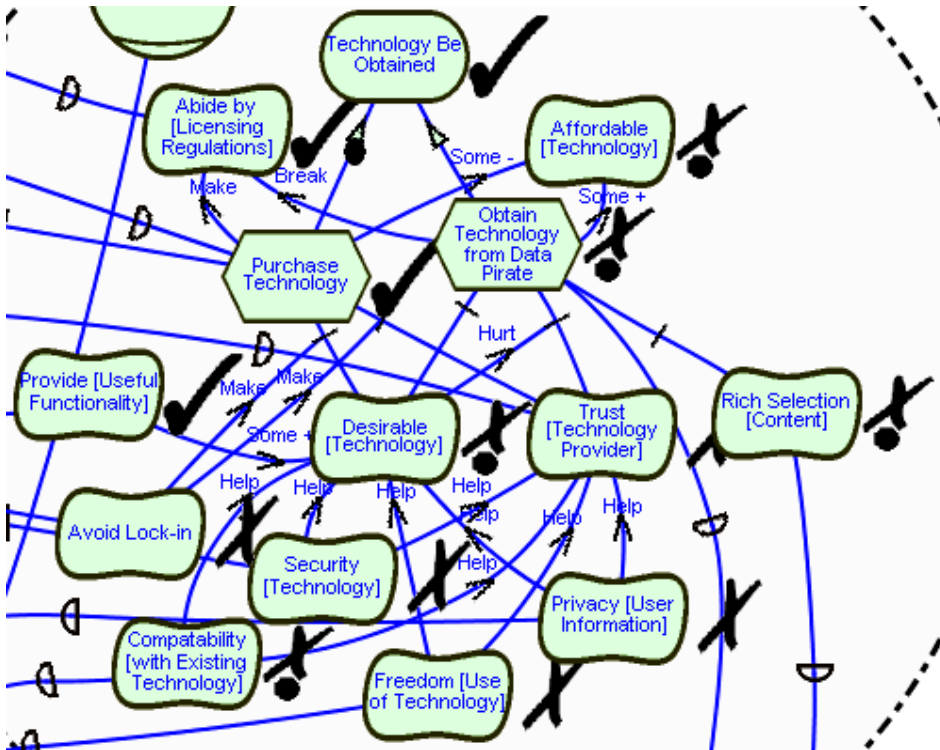 Technology Be
Obtained
Abide by
[Licensing
Regulations]
Affordable
[Technology]
Some -
Break
Make
Some +
Obtain
Technology
from Data
Pirate
Purchase
Technology
Hurt
Provide [Useful
Functionality]
Make
Make
Rich Selection
[Content]
Desirable
[Technology]
Trust
[Technology
Provider]
Some +
Help
Help
Help
Help
Help
Help
Help
Avoid Lock-in
Security
[Technology]
Help
Privacy [User
Information]
Compatability
[with Existing
Technology]
Freedom [Use
of Technology]